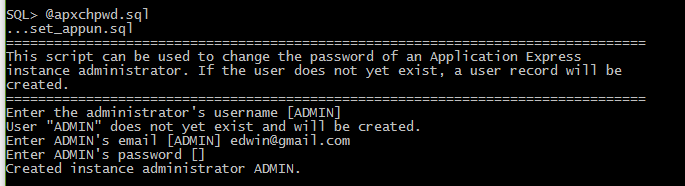 SQL> @apxchpwd.sql
...set_appun.sql
================================================================================
This script can be used to change the password of an Application Express
instance administrator. If the user does not yet exist, a user record will be
created.
================================================================================
Enter the administrator's username [ADMIN]
User "ADMIN" does not yet exist and will be created.
Enter ADMIN's email [ADMIN] edwin@gmail.com
Enter ADMIN's password []
Created instance administrator ADMIN.